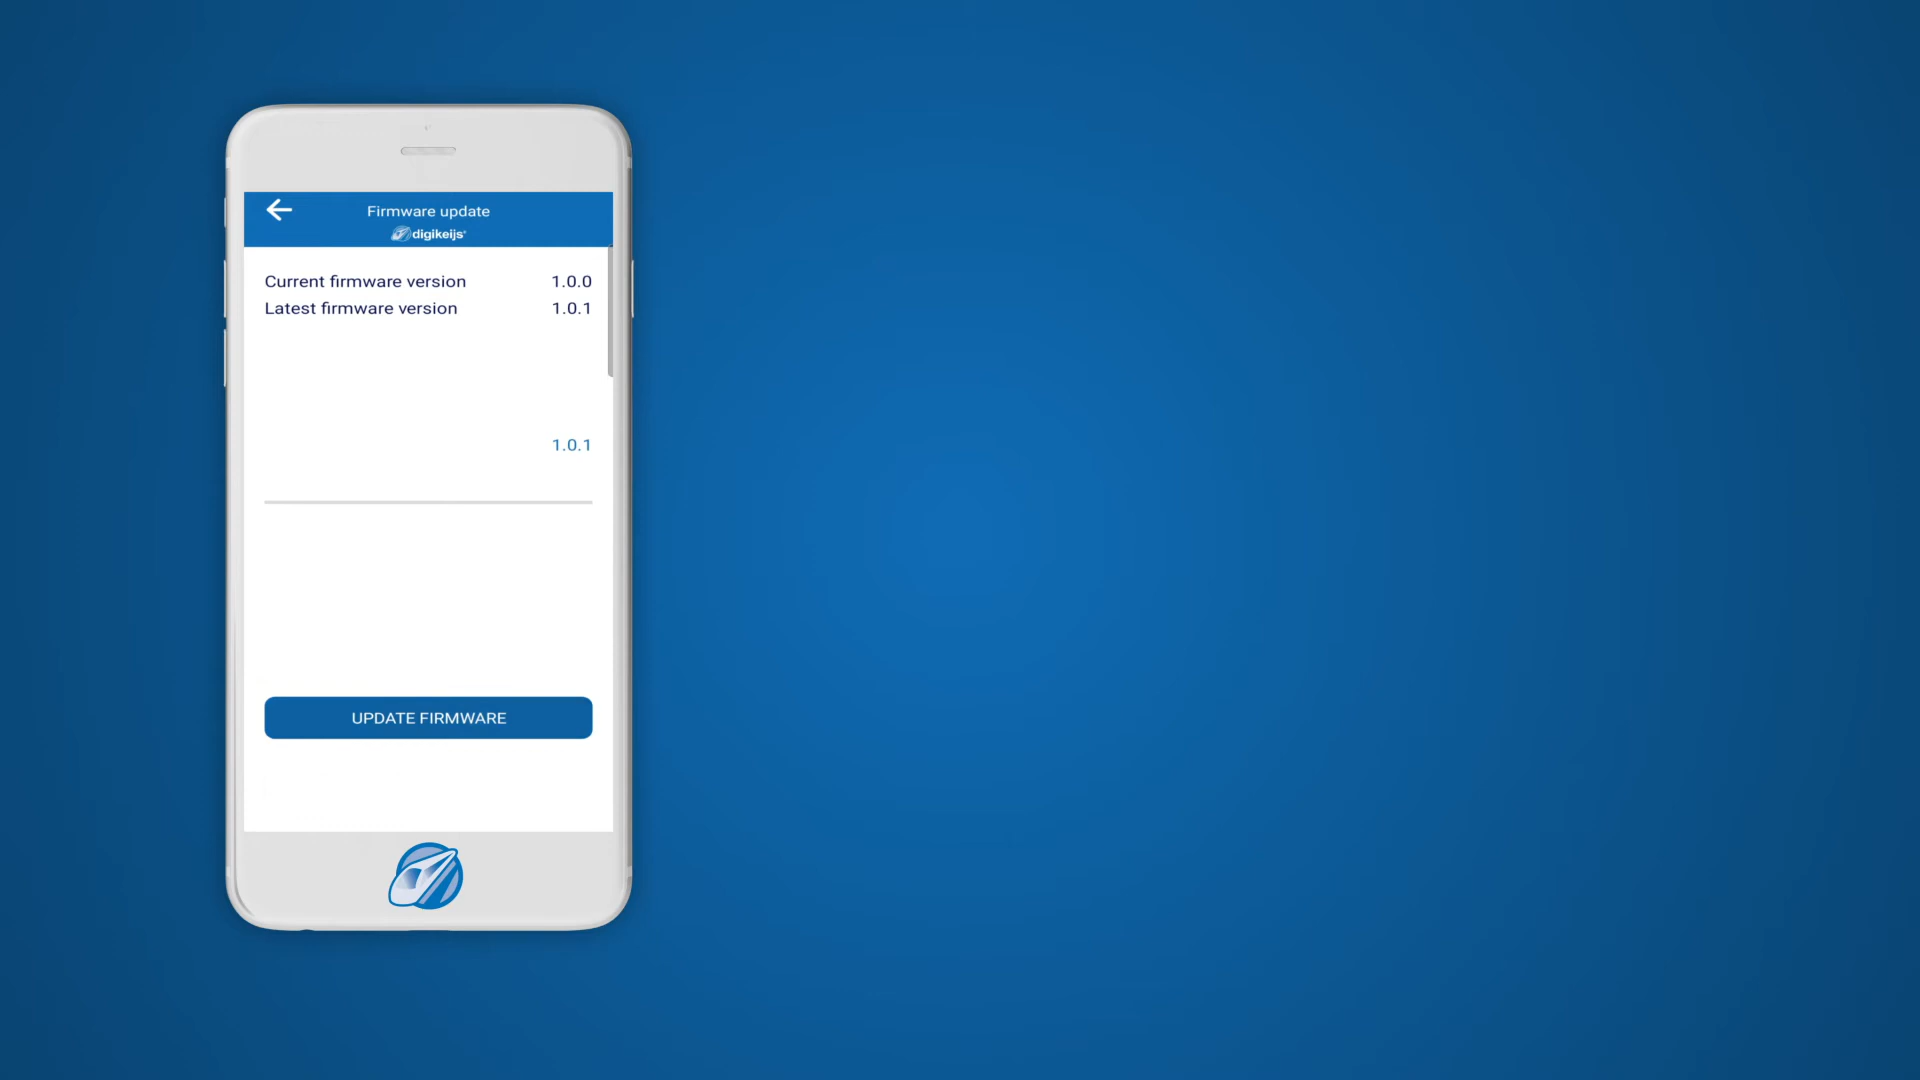 Firmware update
digikeijs®
Current firmware version 1.0.0
Latest firmware version 1.0.1
1.0.1
UPDATE FIRMWARE